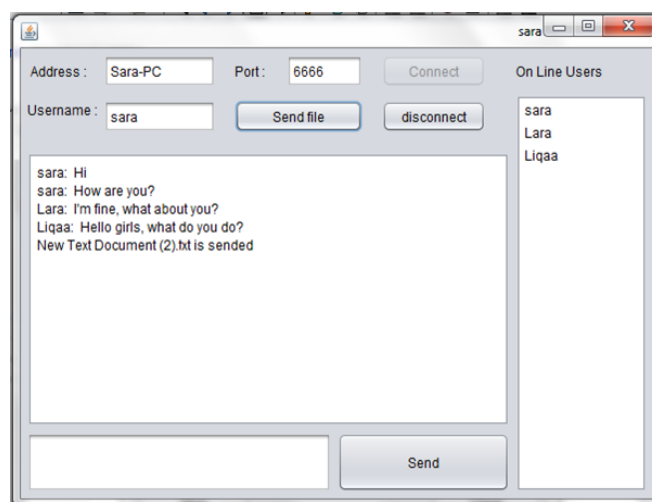 sara
Address : Sara-PC Port : 6666 Connect On Line Users
Username : sara Send file disconnect
sara
Lara
Liqaa
sara: Hi
sara: How are you?
Lara: I'm fine, what about you?
Liqaa: Hello girls, what do you do?
New Text Document (2).txt is sended
Send